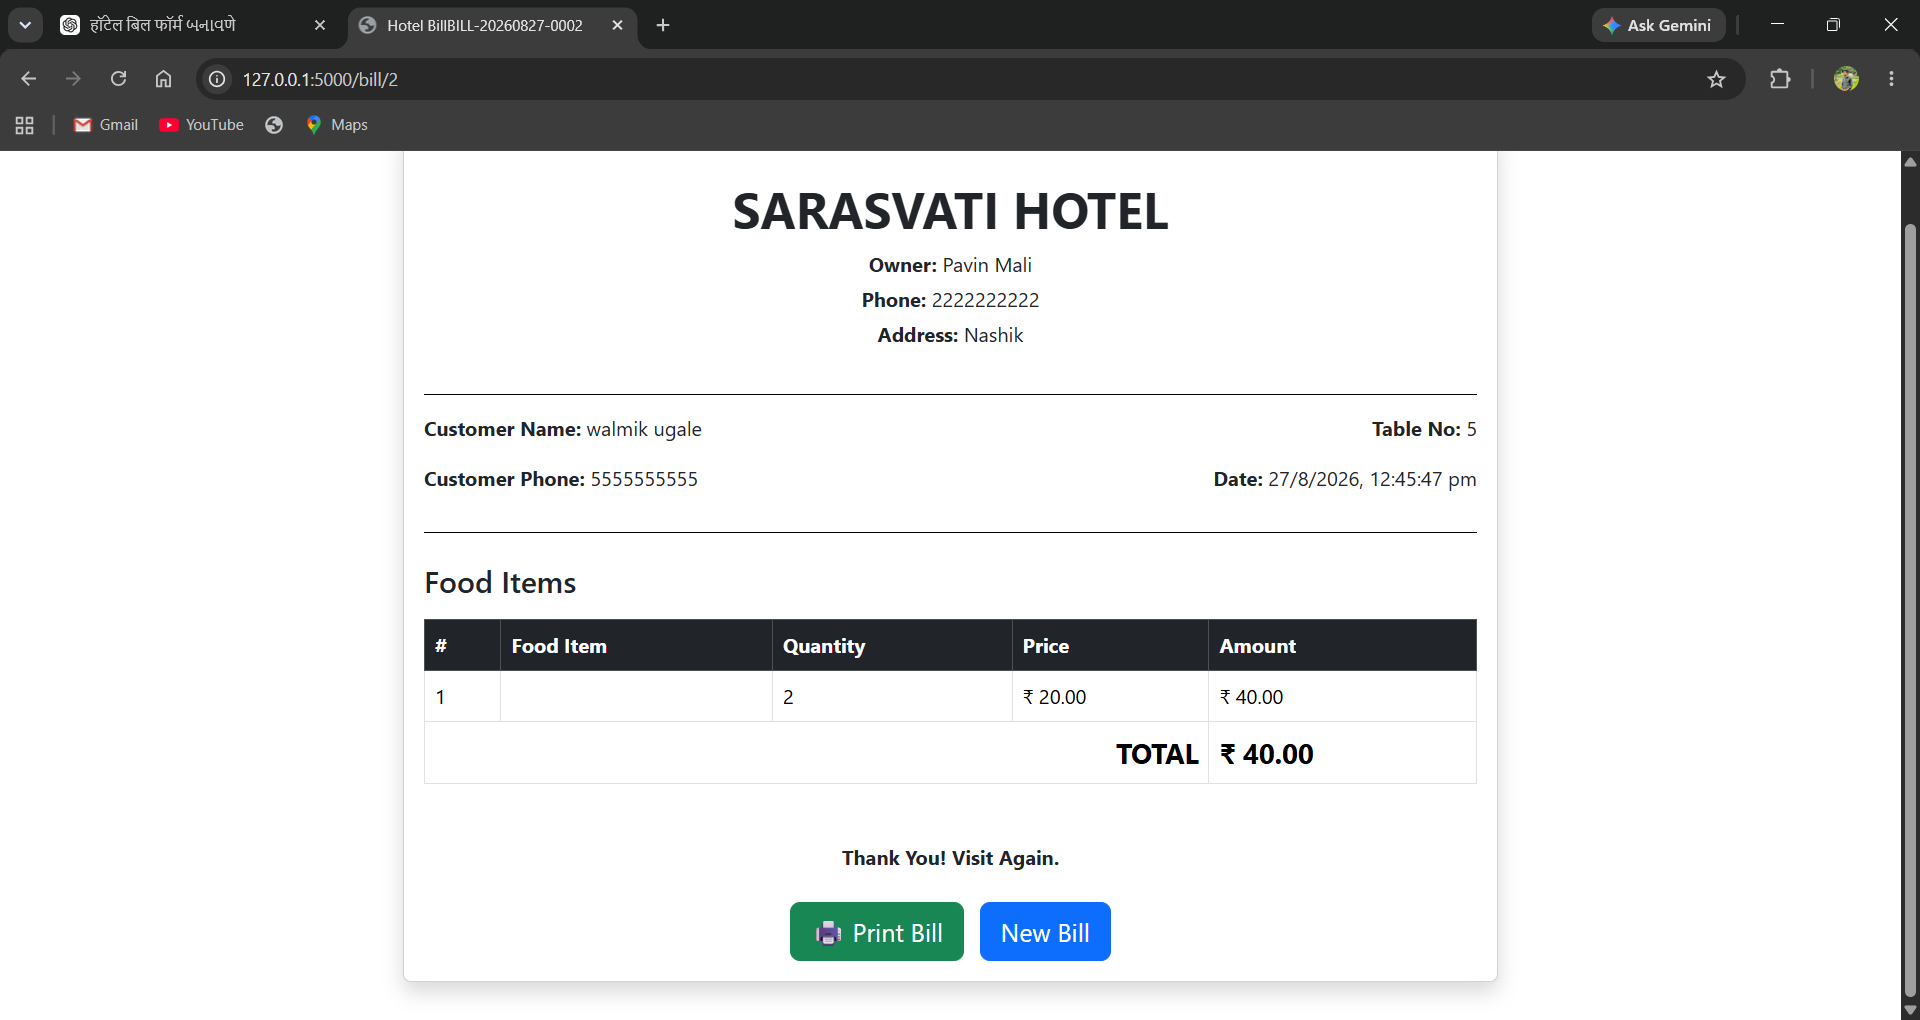 हॉटेल बिल फॉर्म બનાવણે
Hotel BillBILL-20260827-0002
Ask Gemini
127.0.0.1:5000/bill/2
Gmail
YouTube
Maps
SARASVATI HOTEL
Owner: Pavin Mali
Phone: 2222222222
Address: Nashik
Customer Name: walmik ugale
Table No: 5
Customer Phone: 5555555555
Date: 27/8/2026, 12:45:47 pm
Food Items
# Food Item Quantity Price Amount
1 2 ₹ 20.00 ₹ 40.00
TOTAL ₹ 40.00
Thank You! Visit Again.
Print Bill
New Bill